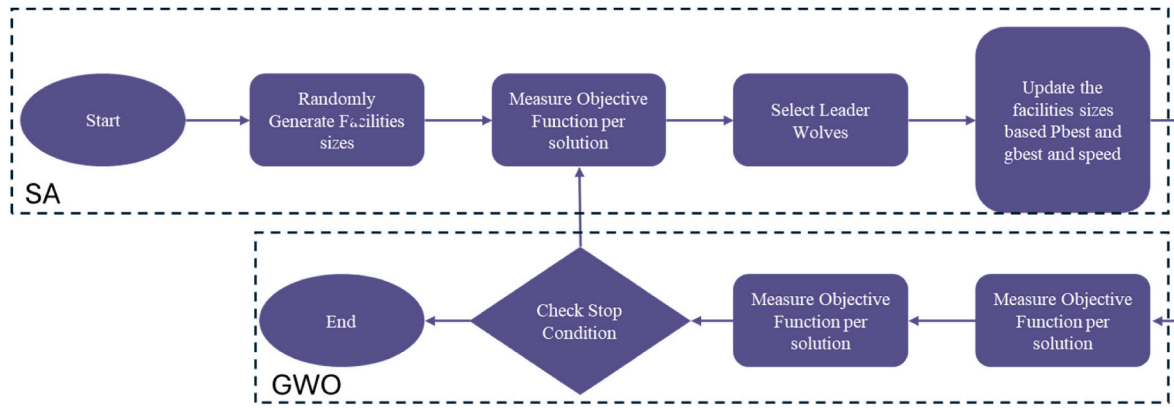 Start
Randomly
Generate Facilities
sizes
Measure Objective
Function per
solution
Select Leader
Wolves
Update the
facilities sizes
based Pbest and
gbest and speed
SA
End
Check Stop
Condition
Measure Objective
Function per
solution
Measure Objective
Function per
solution
GWO